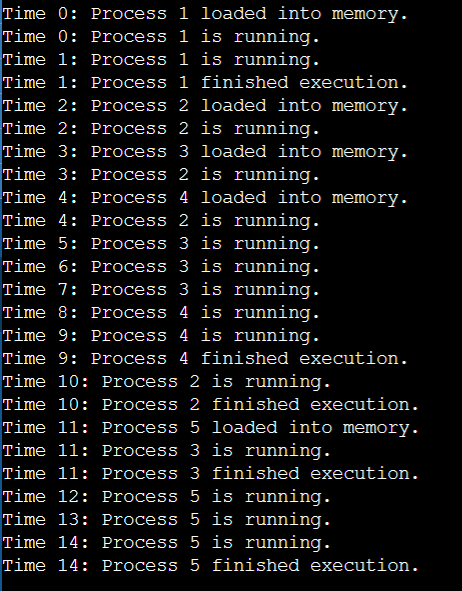 Time 0: Process 1 loaded into memory.
Time 0: Process 1 is running.
Time 1: Process 1 is running.
Time 1: Process 1 finished execution.
Time 2: Process 2 loaded into memory.
Time 2: Process 2 is running.
Time 3: Process 3 loaded into memory.
Time 3: Process 2 is running.
Time 4: Process 4 loaded into memory.
Time 4: Process 2 is running.
Time 5: Process 3 is running.
Time 6: Process 3 is running.
Time 7: Process 3 is running.
Time 8: Process 4 is running.
Time 9: Process 4 is running.
Time 9: Process 4 finished execution.
Time 10: Process 2 is running.
Time 10: Process 2 finished execution.
Time 11: Process 5 loaded into memory.
Time 11: Process 3 is running.
Time 11: Process 3 finished execution.
Time 12: Process 5 is running.
Time 13: Process 5 is running.
Time 14: Process 5 is running.
Time 14: Process 5 finished execution.